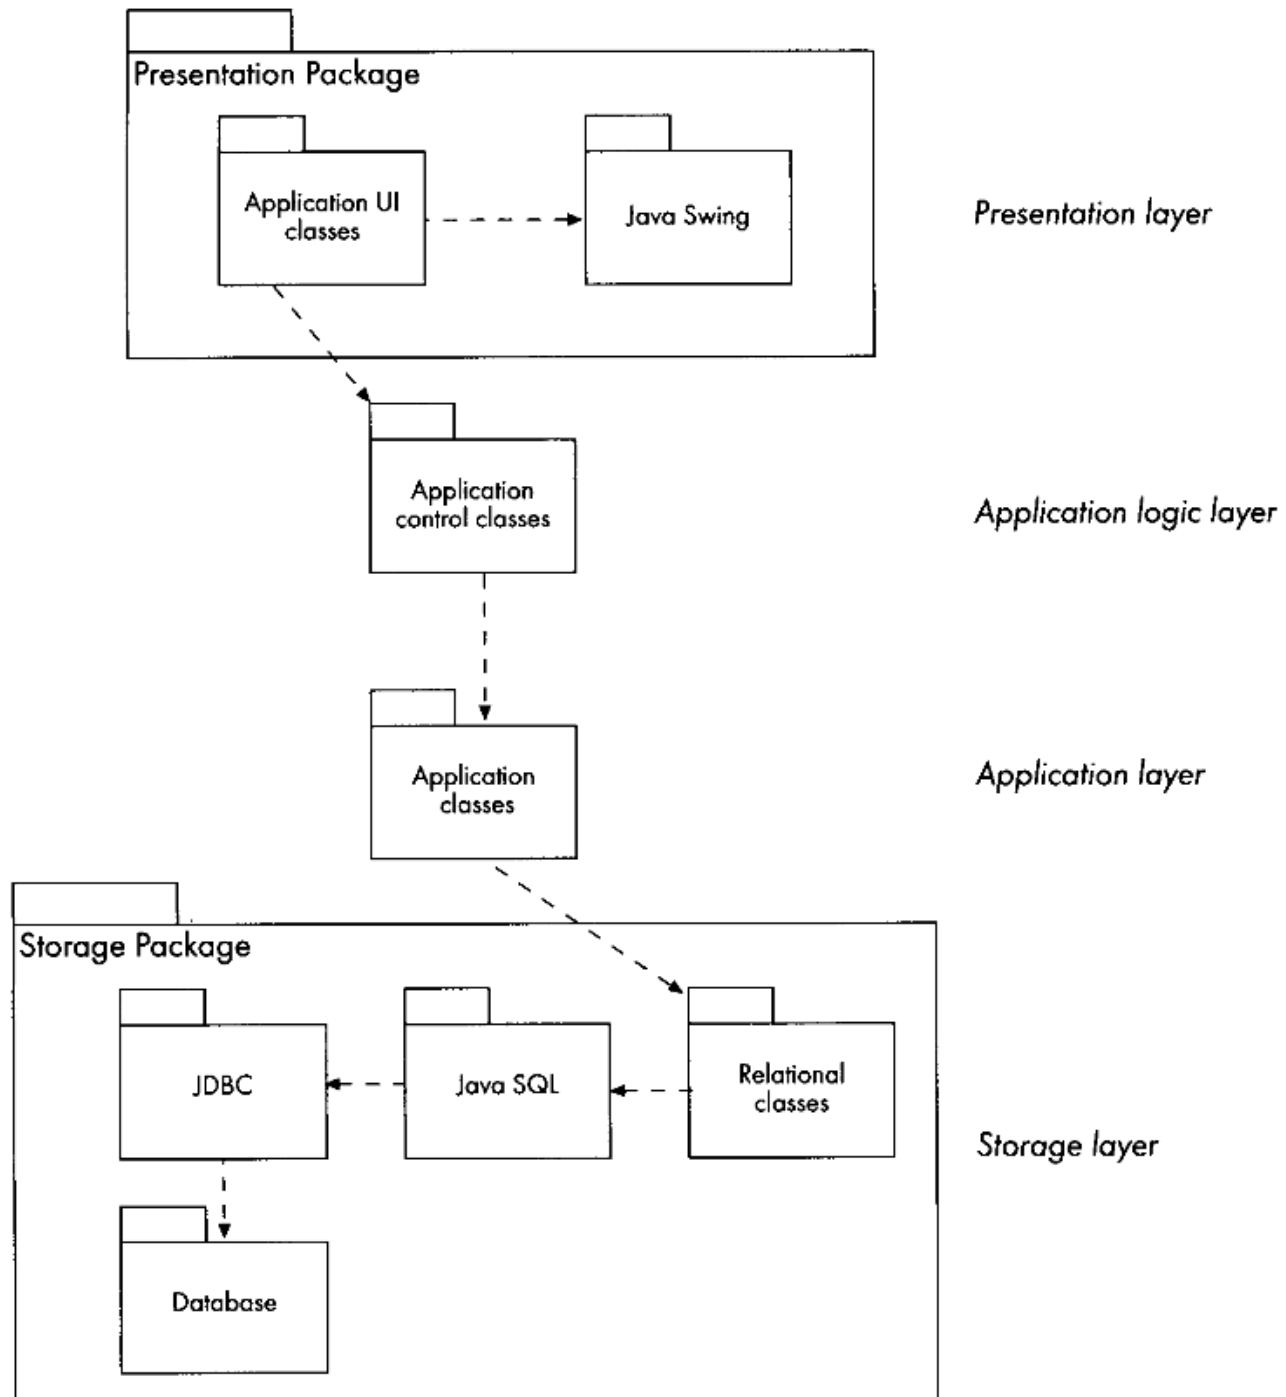 Presentation Package
Application UI
classes
Java Swing
Presentation layer
Application
control classes
Application logic layer
Application
classes
Application layer
Storage Package
JDBC
Java SQL
Relational
classes
Storage layer
Database